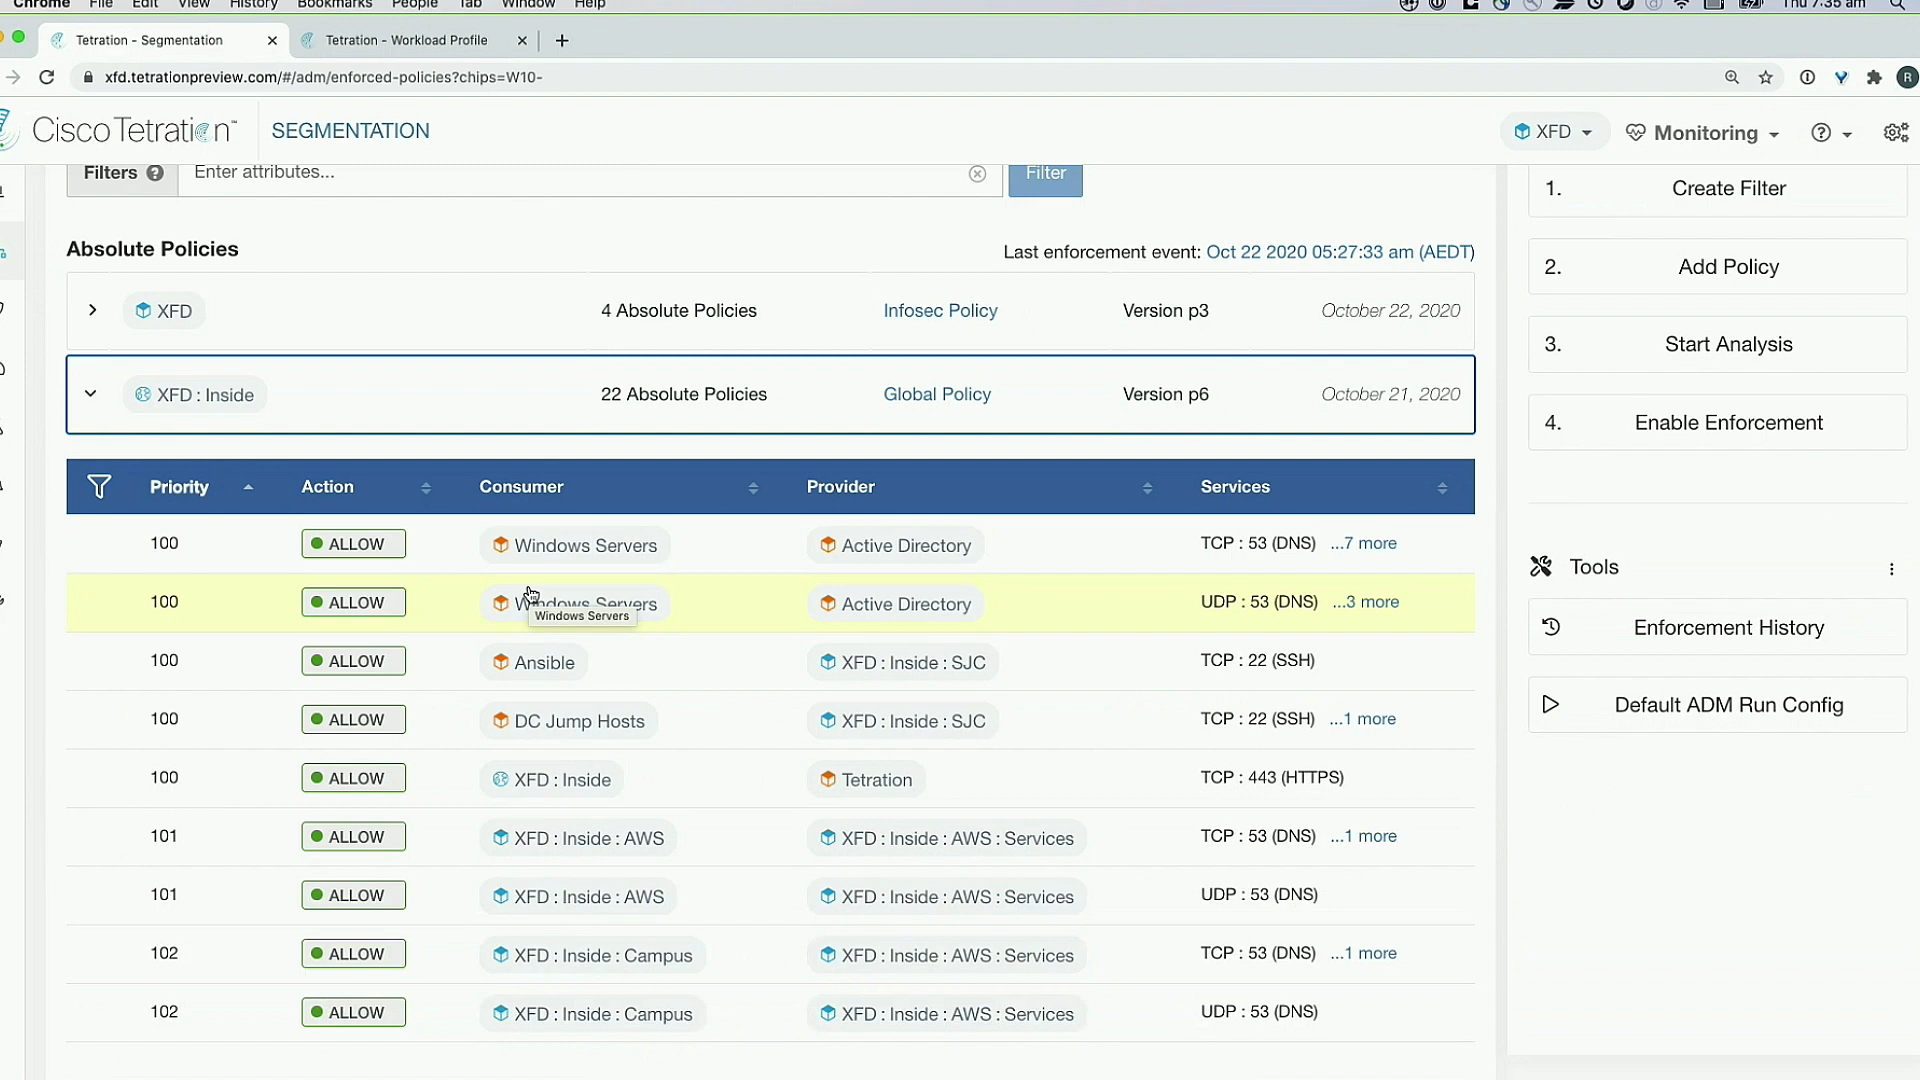 Chrome File Edit View History Bookmarks People Tab Window Help Thu 7:35 am
Tetration - Segmentation Tetration - Workload Profile
xfd.tetrationpreview.com/#/adm/enforced-policies?chips=W10- R
Cisco Tetration™ SEGMENTATION XFD Monitoring
Filters Enter attributes... Filter
1. Create Filter
Absolute Policies Last enforcement event: Oct 22 2020 05:27:33 am (AEDT)
2. Add Policy
XFD 4 Absolute Policies Infosec Policy Version p3 October 22, 2020
3. Start Analysis
XFD : Inside 22 Absolute Policies Global Policy Version p6 October 21, 2020
4. Enable Enforcement
Priority Action Consumer Provider Services
100 ALLOW Windows Servers Active Directory TCP : 53 (DNS) ...7 more
Tools
100 ALLOW Windows Servers Active Directory UDP : 53 (DNS) ...3 more
Windows Servers
Enforcement History
100 ALLOW Ansible XFD : Inside : SJC TCP : 22 (SSH)
Default ADM Run Config
100 ALLOW DC Jump Hosts XFD : Inside : SJC TCP : 22 (SSH) ...1 more
100 ALLOW XFD : Inside Tetration TCP : 443 (HTTPS)
101 ALLOW XFD : Inside : AWS XFD : Inside : AWS : Services TCP : 53 (DNS) ...1 more
101 ALLOW XFD : Inside : AWS XFD : Inside : AWS : Services UDP : 53 (DNS)
102 ALLOW XFD : Inside : Campus XFD : Inside : AWS : Services TCP : 53 (DNS) ...1 more
102 ALLOW XFD : Inside : Campus XFD : Inside : AWS : Services UDP : 53 (DNS)